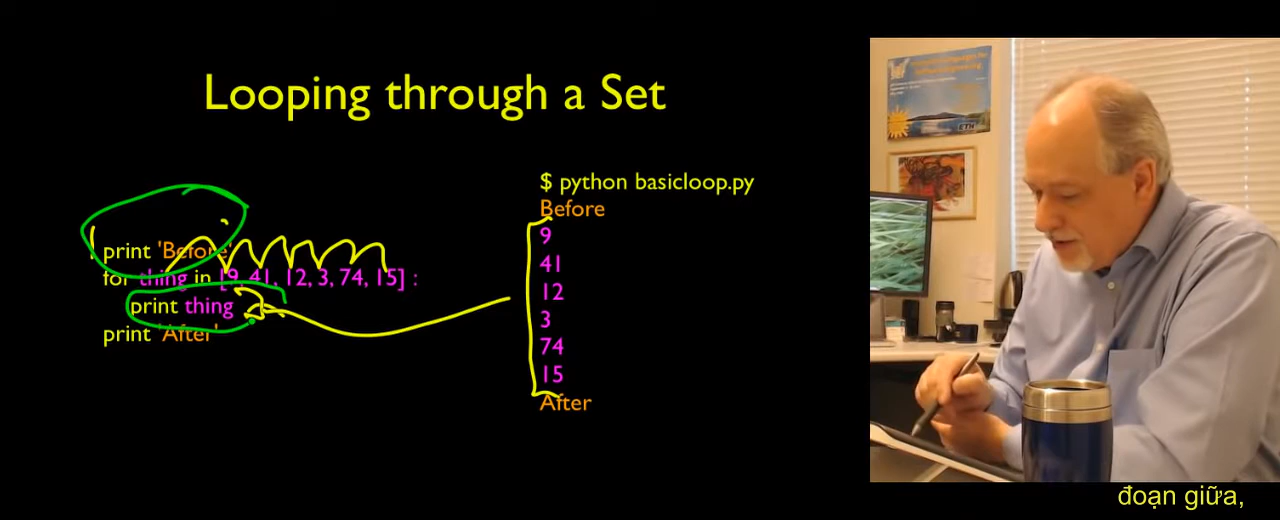 Looping through a Set
print 'Before'
for thing in [9, 41, 12, 3, 74, 15] :
print thing
print 'After'
$ python basicloop.py
Before
9
41
12
3
74
15
After
ETH
đoạn giữa,